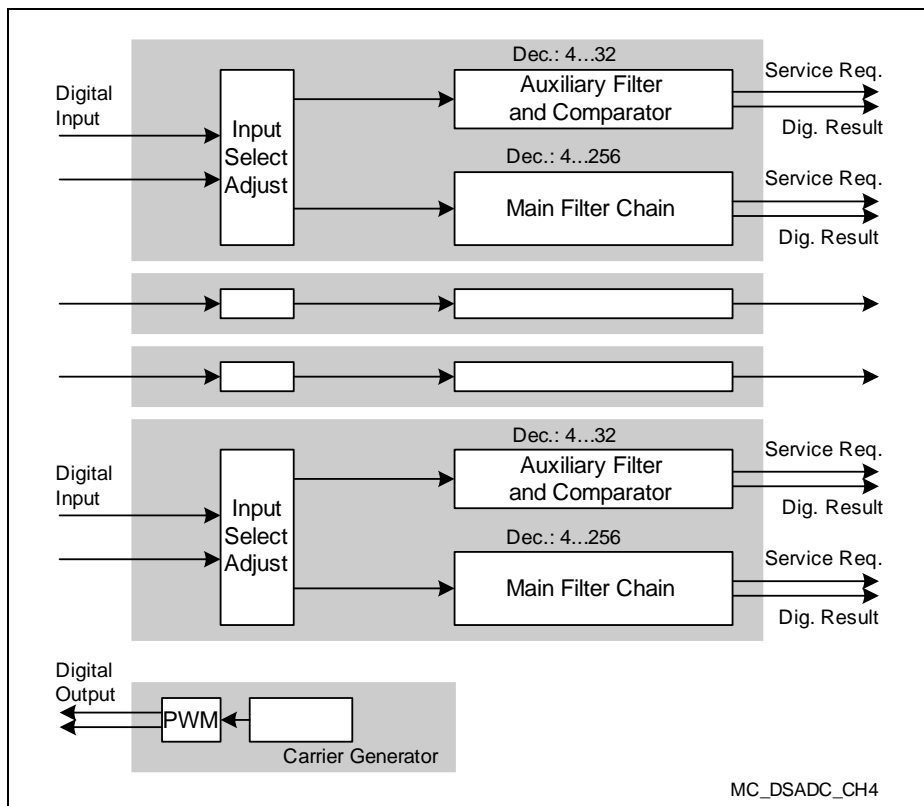 Dec.: 4...32
Digital
Input
Input
Select
Adjust
Auxiliary Filter
and Comparator
Service Req.
Dig. Result
Dec.: 4...256
Main Filter Chain
Service Req.
Dig. Result
Dec.: 4...32
Digital
Input
Input
Select
Adjust
Auxiliary Filter
and Comparator
Service Req.
Dig. Result
Dec.: 4...256
Main Filter Chain
Service Req.
Dig. Result
Digital
Output
PWM
Carrier Generator
MC_DSADC_CH4